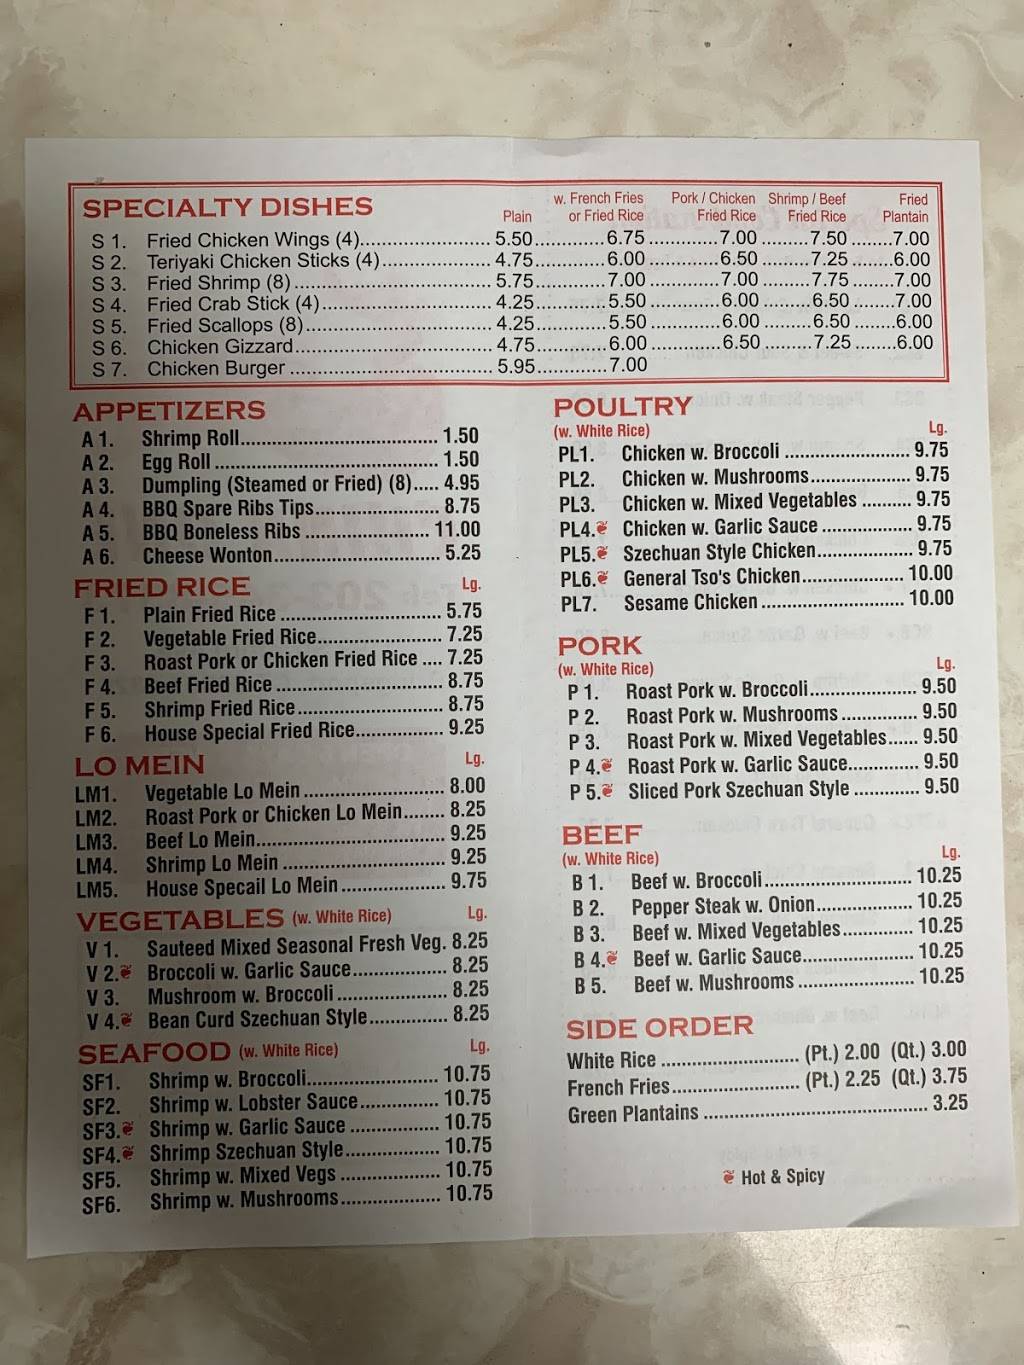 SPECIALTY DISHES Plain w. French Fries or Fried Rice Pork / Chicken Fried Rice Shrimp / Beef Fried Rice Fried Plantain
S 1. Fried Chicken Wings (4) 5.50 6.75 7.00 7.50 7.00
S 2. Teriyaki Chicken Sticks (4) 4.75 6.00 6.50 7.25 6.00
S 3. Fried Shrimp (8) 5.75 7.00 7.00 7.75 7.00
S 4. Fried Crab Stick (4) 4.25 5.50 6.00 6.50 7.00
S 5. Fried Scallops (8) 4.25 5.50 6.00 6.50 6.00
S 6. Chicken Gizzard 4.75 6.00 6.50 7.25 6.00
S 7. Chicken Burger 5.95 7.00
APPETIZERS
A 1. Shrimp Roll 1.50
A 2. Egg Roll 1.50
A 3. Dumpling (Steamed or Fried) (8) 4.95
A 4. BBQ Spare Ribs Tips 8.75
A 5. BBQ Boneless Ribs 11.00
A 6. Cheese Wonton 5.25
FRIED RICE Lg.
F 1. Plain Fried Rice 5.75
F 2. Vegetable Fried Rice 7.25
F 3. Roast Pork or Chicken Fried Rice 7.25
F 4. Beef Fried Rice 8.75
F 5. Shrimp Fried Rice 8.75
F 6. House Special Fried Rice 9.25
LO MEIN Lg.
LM1. Vegetable Lo Mein 8.00
LM2. Roast Pork or Chicken Lo Mein 8.25
LM3. Beef Lo Mein 9.25
LM4. Shrimp Lo Mein 9.25
LM5. House Specail Lo Mein 9.75
VEGETABLES (w. White Rice) Lg.
V 1. Sauteed Mixed Seasonal Fresh Veg. 8.25
V 2. Broccoli w. Garlic Sauce 8.25
V 3. Mushroom w. Broccoli 8.25
V 4. Bean Curd Szechuan Style 8.25
SEAFOOD (w. White Rice) Lg.
SF1. Shrimp w. Broccoli 10.75
SF2. Shrimp w. Lobster Sauce 10.75
SF3. Shrimp w. Garlic Sauce 10.75
SF4. Shrimp Szechuan Style 10.75
SF5. Shrimp w. Mixed Vegs 10.75
SF6. Shrimp w. Mushrooms 10.75
POULTRY
(w. White Rice) Lg.
PL1. Chicken w. Broccoli 9.75
PL2. Chicken w. Mushrooms 9.75
PL3. Chicken w. Mixed Vegetables 9.75
PL4. Chicken w. Garlic Sauce 9.75
PL5. Szechuan Style Chicken 9.75
PL6. General Tso's Chicken 10.00
PL7. Sesame Chicken 10.00
PORK
(w. White Rice) Lg.
P 1. Roast Pork w. Broccoli 9.50
P 2. Roast Pork w. Mushrooms 9.50
P 3. Roast Pork w. Mixed Vegetables 9.50
P 4. Roast Pork w. Garlic Sauce 9.50
P 5. Sliced Pork Szechuan Style 9.50
BEEF
(w. White Rice) Lg.
B 1. Beef w. Broccoli 10.25
B 2. Pepper Steak w. Onion 10.25
B 3. Beef w. Mixed Vegetables 10.25
B 4. Beef w. Garlic Sauce 10.25
B 5. Beef w. Mushrooms 10.25
SIDE ORDER
White Rice (Pt.) 2.00 (Qt.) 3.00
French Fries (Pt.) 2.25 (Qt.) 3.75
Green Plantains 3.25
Hot & Spicy